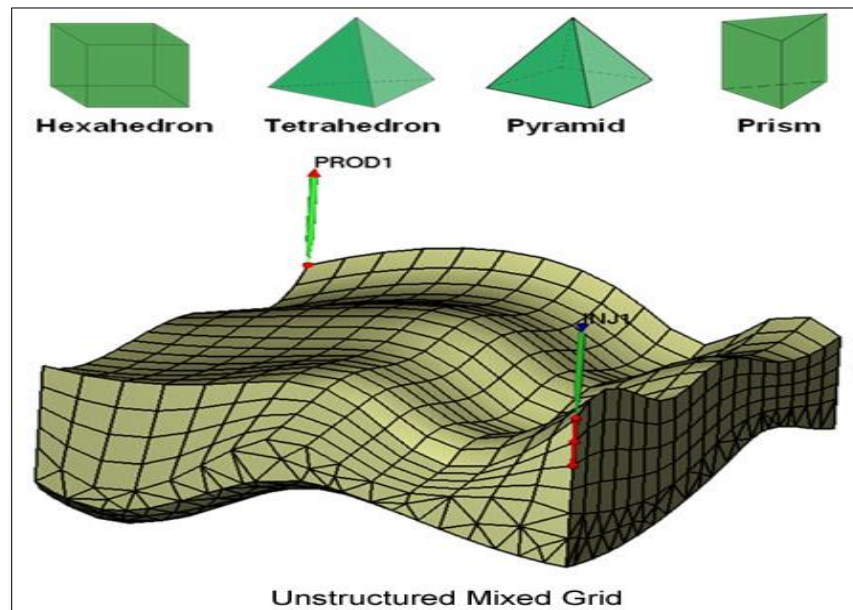 Hexahedron Tetrahedron Pyramid Prism
PROD1
INJ1
Unstructured Mixed Grid